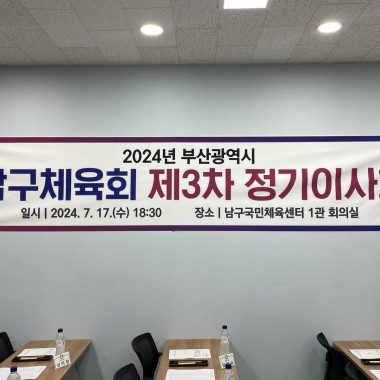 2024년 부산광역시
남구체육회 제3차 정기이사회
일시 | 2024. 7. 17.(수) 18:30 장소 | 남구국민체육센터 1관 회의실